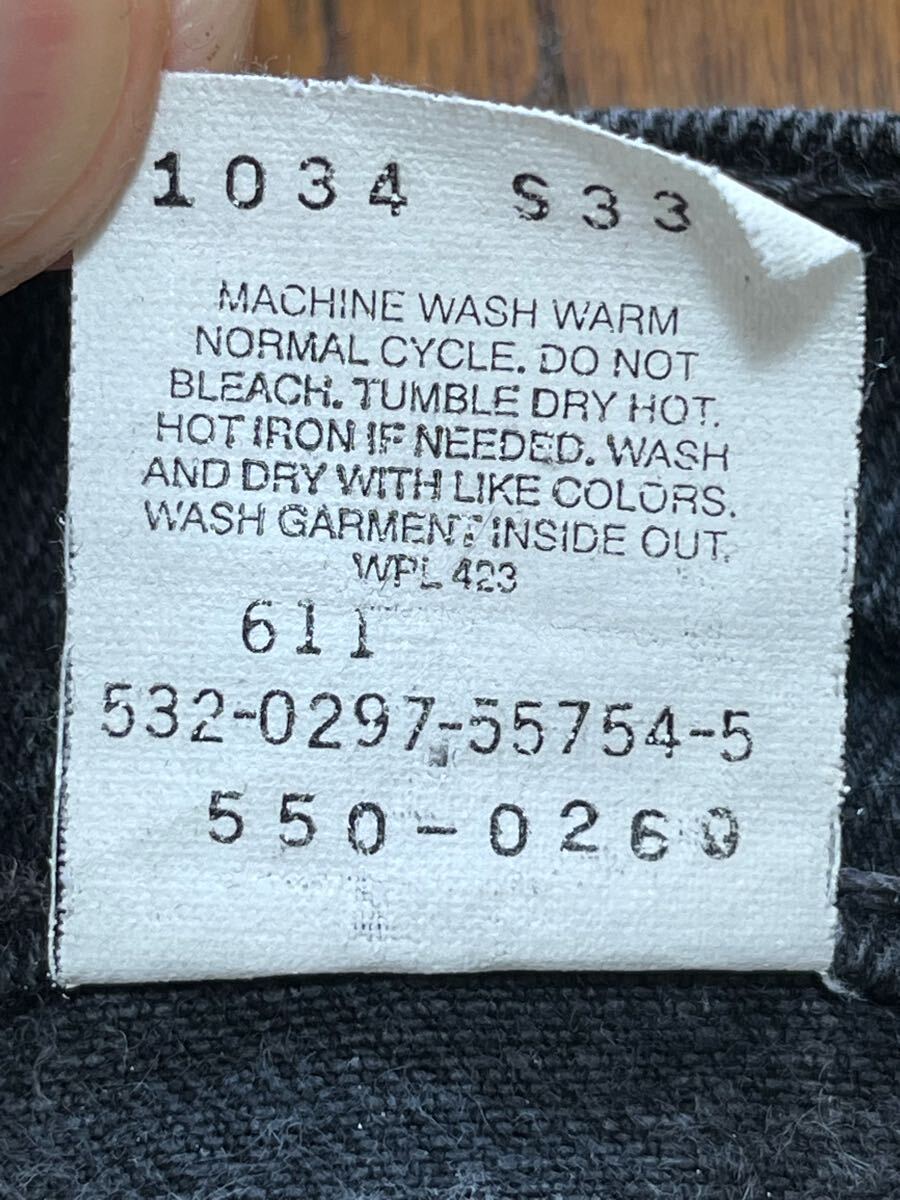 1034 S33
MACHINE WASH WARM
NORMAL CYCLE. DO NOT
BLEACH. TUMBLE DRY HOT.
HOT IRON IF NEEDED. WASH
AND DRY WITH LIKE COLORS.
WASH GARMENT INSIDE OUT.
WPL 423
611
532-0297-55754-5
550-0260